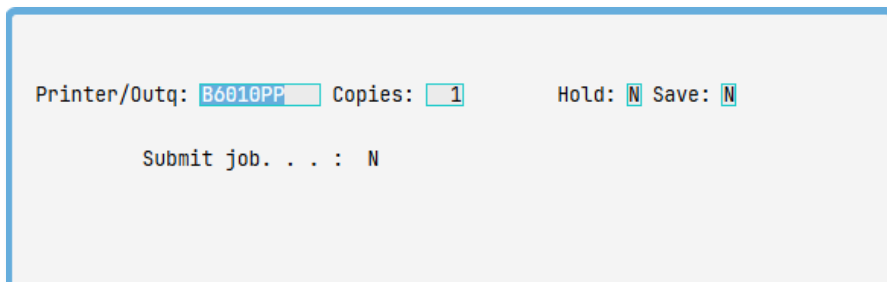 Printer/Outq: B6010PP Copies: 1 Hold: N Save: N
Submit job. . . : N